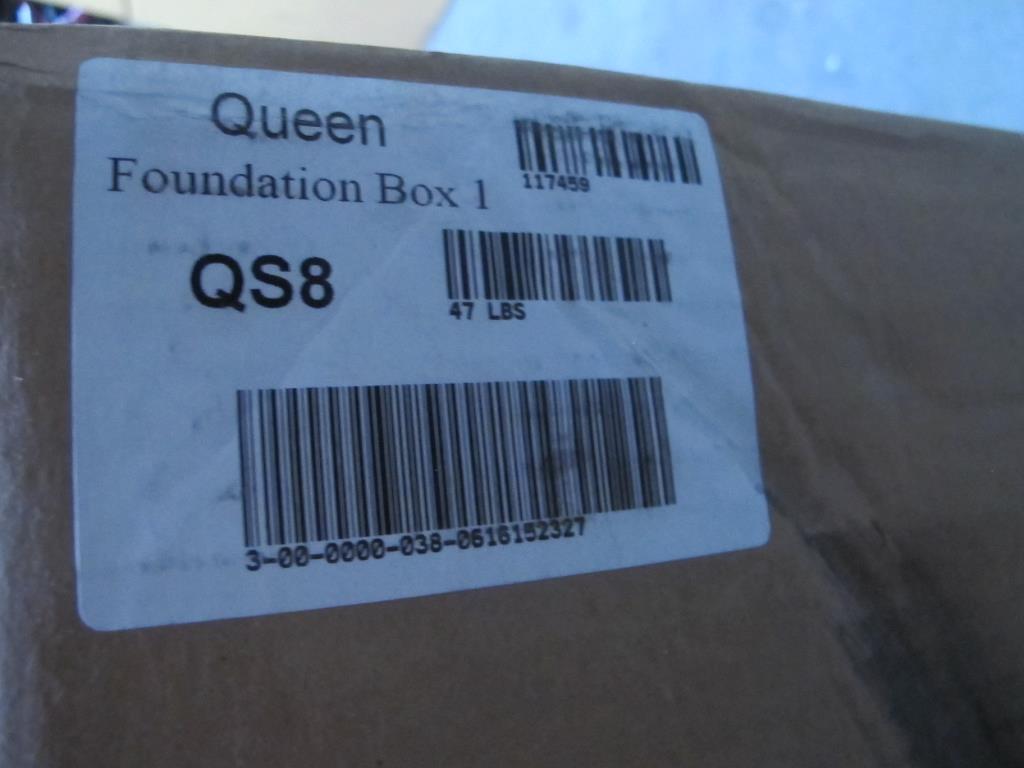 Queen
Foundation Box 1
117459
QS8
47 LBS
3-00-0000-038-0616152327